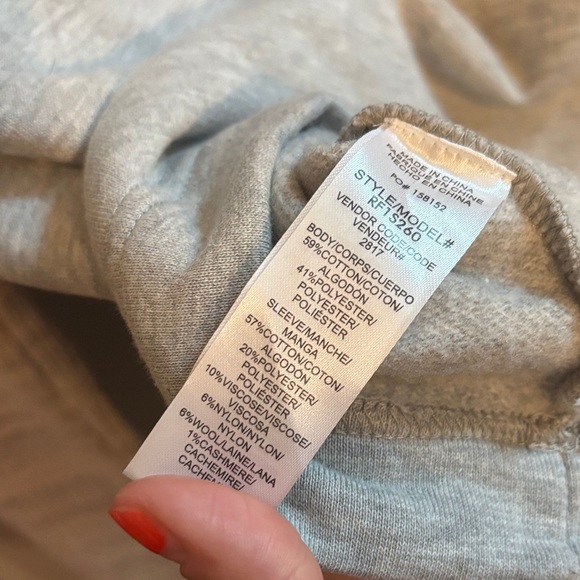 MADE IN CHINA
FABRIQUE EN CHINE
HECHO EN CHINA
PO# 158152
STYLE/MODEL#
RF1S260
VENDOR CODE/CODE
VENDEUR#
2817
BODY/CORPS/CUERPO
59%COTTON/COTON/
ALGODÓN
41%POLYESTER/
POLYESTER/
POLIÉSTER
SLEEVE/MANCHE/
MANGA
57%COTTON/COTON/
ALGODÓN
20%POLYESTER/
POLYESTER/
POLIÉSTER
10%VISCOSE/VISCOSE/
VISCOSA
6%NYLON/NYLON/
NYLON
6%WOOL/LAINE/LANA
1%CASHMERE/
CACHEMIRE/